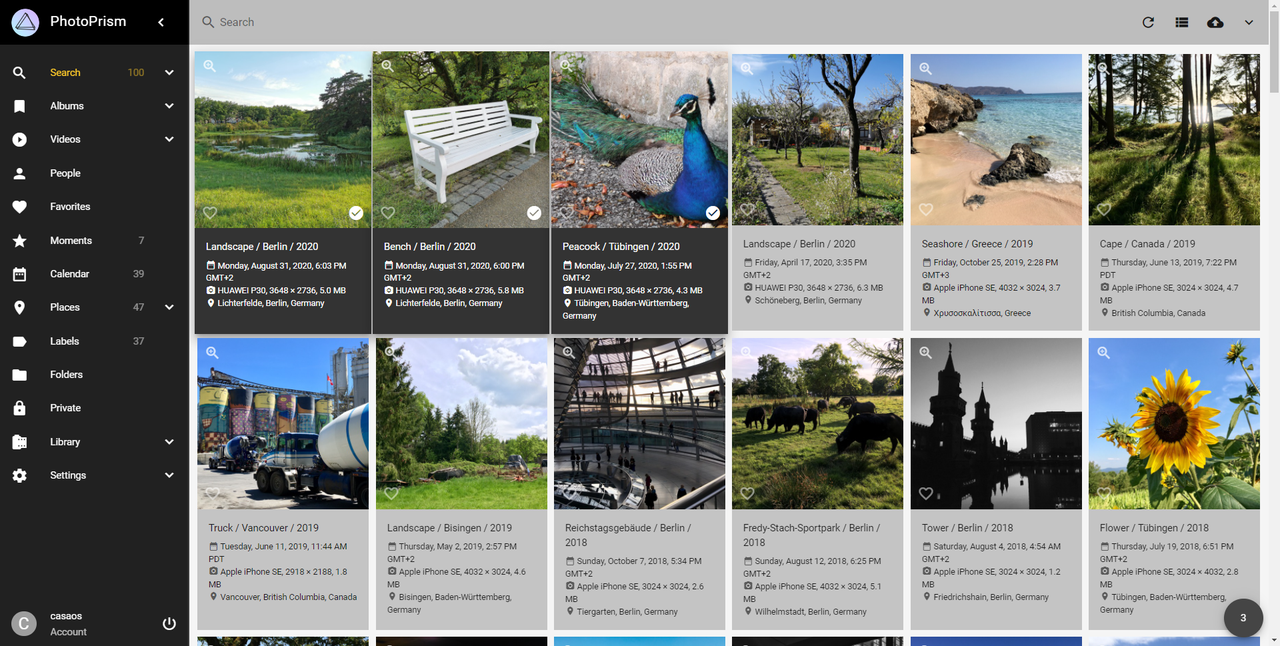 PhotoPrism
Search
Search 100
Albums
Videos
People
Favorites
Moments 7
Calendar 39
Places 47
Labels 37
Folders
Private
Library
Settings
C
casaos
Account
Landscape / Berlin / 2020
Monday, August 31, 2020, 6:03 PM
GMT+2
HUAWEI P30, 3648 × 2736, 5.0 MB
Lichterfelde, Berlin, Germany
Bench / Berlin / 2020
Monday, August 31, 2020, 6:00 PM
GMT+2
HUAWEI P30, 3648 × 2736, 5.8 MB
Lichterfelde, Berlin, Germany
Peacock / Tübingen / 2020
Monday, July 27, 2020, 1:55 PM
GMT+2
HUAWEI P30, 3648 × 2736, 4.3 MB
Tübingen, Baden-Württemberg,
Germany
Landscape / Berlin / 2020
Friday, April 17, 2020, 3:35 PM
GMT+2
HUAWEI P30, 3648 × 2736, 6.3 MB
Schöneberg, Berlin, Germany
Seashore / Greece / 2019
Friday, October 25, 2019, 2:28 PM
GMT+3
Apple iPhone SE, 4032 × 3024, 3.7
MB
Χρυσοσκαλίτισσα, Greece
Cape / Canada / 2019
Thursday, June 13, 2019, 7:22 PM
PDT
Apple iPhone SE, 3024 × 3024, 4.7
MB
British Columbia, Canada
Truck / Vancouver / 2019
Tuesday, June 11, 2019, 11:44 AM
PDT
Apple iPhone SE, 2918 × 2188, 1.8
MB
Vancouver, British Columbia, Canada
Landscape / Bisingen / 2019
Thursday, May 2, 2019, 2:57 PM
GMT+2
Apple iPhone SE, 4032 × 3024, 4.6
MB
Bisingen, Baden-Württemberg,
Germany
Reichstagsgebäude / Berlin /
2018
Sunday, October 7, 2018, 5:34 PM
GMT+2
Apple iPhone SE, 3024 × 3024, 2.6
MB
Tiergarten, Berlin, Germany
Fredy-Stach-Sportpark / Berlin /
2018
Sunday, August 12, 2018, 6:25 PM
GMT+2
Apple iPhone SE, 4032 × 3024, 5.1
MB
Wilhelmstadt, Berlin, Germany
Tower / Berlin / 2018
Saturday, August 4, 2018, 4:54 AM
GMT+2
Apple iPhone SE, 3024 × 3024, 1.2
MB
Friedrichshain, Berlin, Germany
Flower / Tübingen / 2018
Thursday, July 19, 2018, 6:51 PM
GMT+2
Apple iPhone SE, 4032 × 4032, 2.8
MB
Tübingen, Baden-Württemberg,
Germany
3